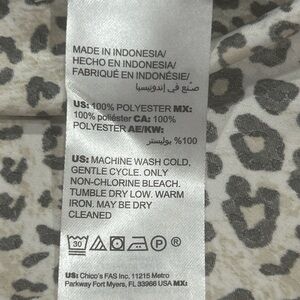 MADE IN INDONESIA/
HECHO EN INDONESIA/
FABRIQUÉ EN INDONÉSIE/
صنع في إندونيسيا
US: 100% POLYESTER MX:
100% poliéster CA: 100%
POLYESTER AE/KW:
100% بوليستر
US: MACHINE WASH COLD,
GENTLE CYCLE. ONLY
NON-CHLORINE BLEACH.
TUMBLE DRY LOW. WARM
IRON. MAY BE DRY
CLEANED
30 P ®
US: Chico's FAS Inc. 11215 Metro
Parkway Fort Myers, FL 33966 USA MX: